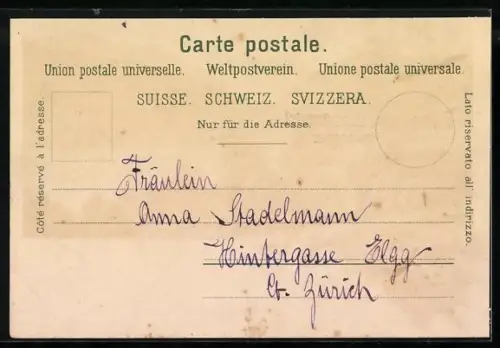 Carte postale.
Union postale universelle. Weltpostverein. Unione postale universale.
SUISSE. SCHWEIZ. SVIZZERA.
Nur für die Adresse.
Côté réservé à l'adresse.
Lato riservato all' indirizzo.
Fräulein
Anna Stadelmann
Hintergasse Elgg
Ct. Zürich